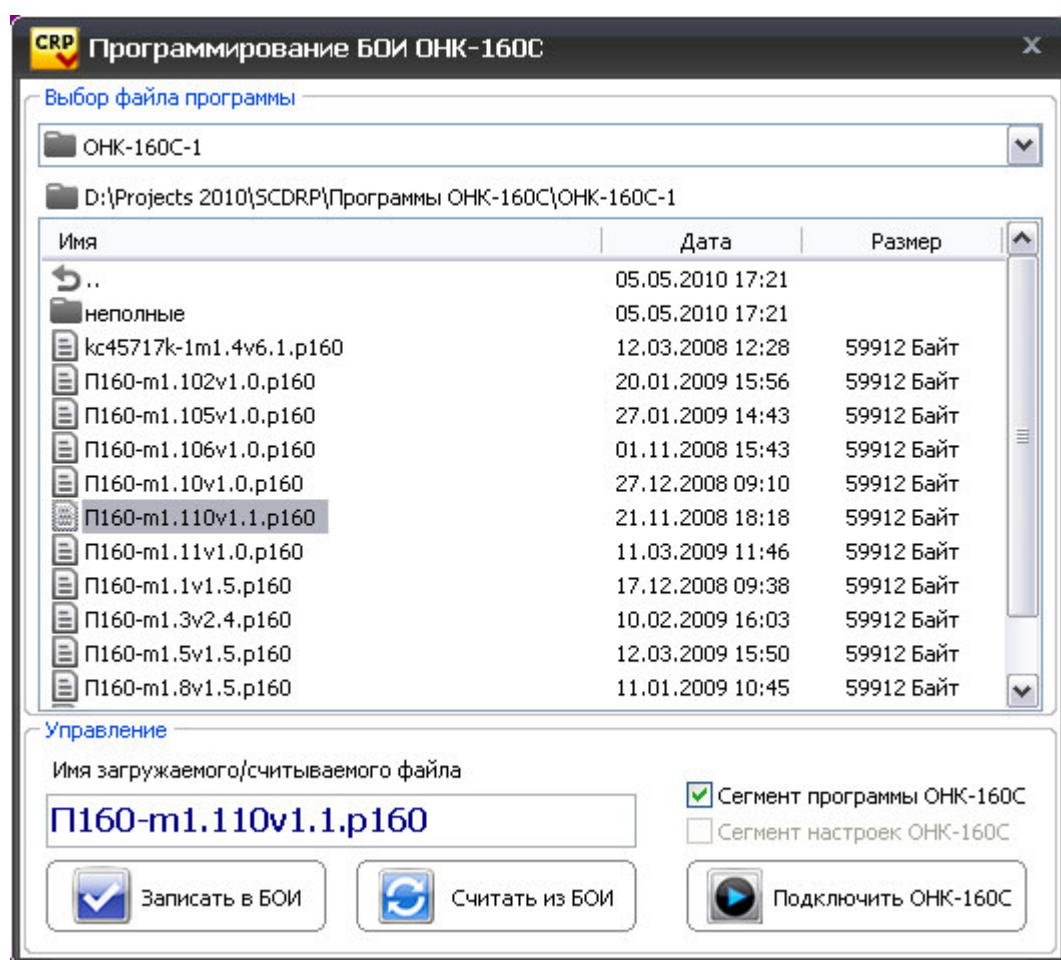 CRP Программирование БОИ ОНК-160С x
Выбор файла программы
ОНК-160С-1
D:\Projects 2010\SCDRP\Программы ОНК-160С\ОНК-160С-1
Имя Дата Размер
.. 05.05.2010 17:21
неполные 05.05.2010 17:21
kc45717k-1m1.4v6.1.p160 12.03.2008 12:28 59912 Байт
П160-m1.102v1.0.p160 20.01.2009 15:56 59912 Байт
П160-m1.105v1.0.p160 27.01.2009 14:43 59912 Байт
П160-m1.106v1.0.p160 01.11.2008 15:43 59912 Байт
П160-m1.10v1.0.p160 27.12.2008 09:10 59912 Байт
П160-m1.110v1.1.p160 21.11.2008 18:18 59912 Байт
П160-m1.11v1.0.p160 11.03.2009 11:46 59912 Байт
П160-m1.1v1.5.p160 17.12.2008 09:38 59912 Байт
П160-m1.3v2.4.p160 10.02.2009 16:03 59912 Байт
П160-m1.5v1.5.p160 12.03.2009 15:50 59912 Байт
П160-m1.8v1.5.p160 11.01.2009 10:45 59912 Байт
Управление
Имя загружаемого/считываемого файла
П160-m1.110v1.1.p160
Сегмент программы ОНК-160С
Сегмент настроек ОНК-160С
Записать в БОИ Считать из БОИ Подключить ОНК-160С